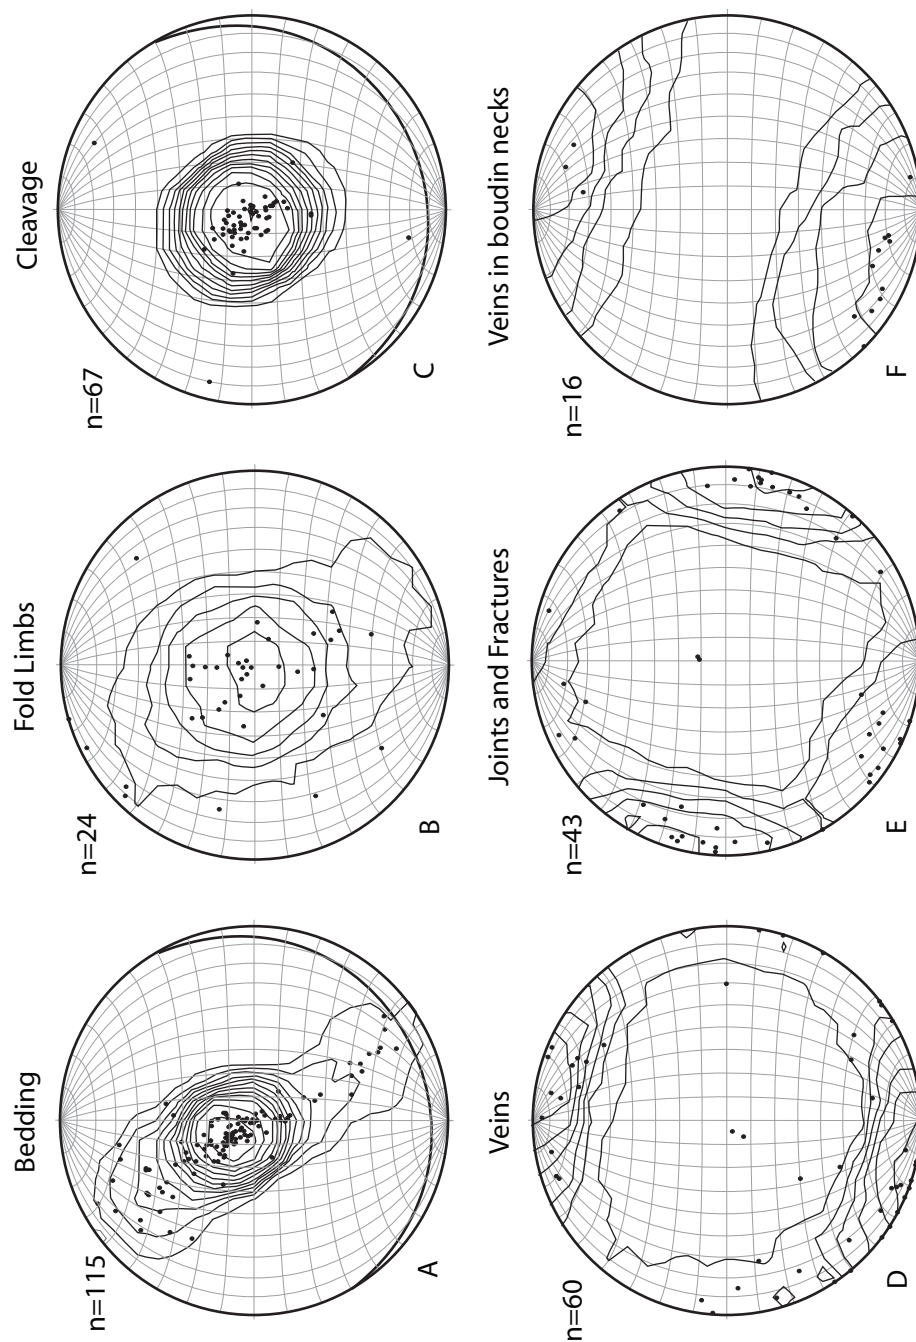 Bedding
n=115
A
Fold Limbs
n=24
B
Cleavage
n=67
C
Veins
n=60
D
Joints and Fractures
n=43
E
Veins in boudin necks
n=16
F